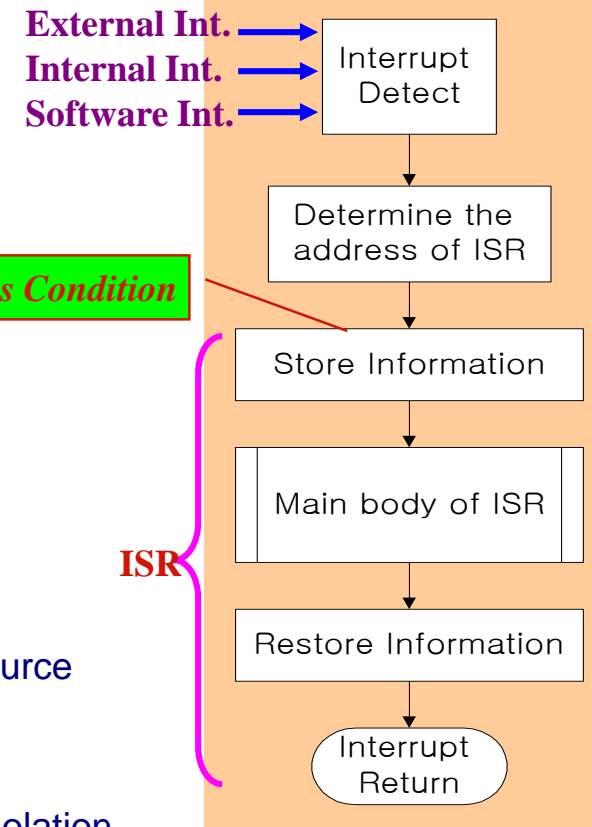 External Int.
Internal Int.
Software Int.
Interrupt
Detect
Determine the
address of ISR
Condition
Store Information
Main body of ISR
ISR
Restore Information
Interrupt
Return